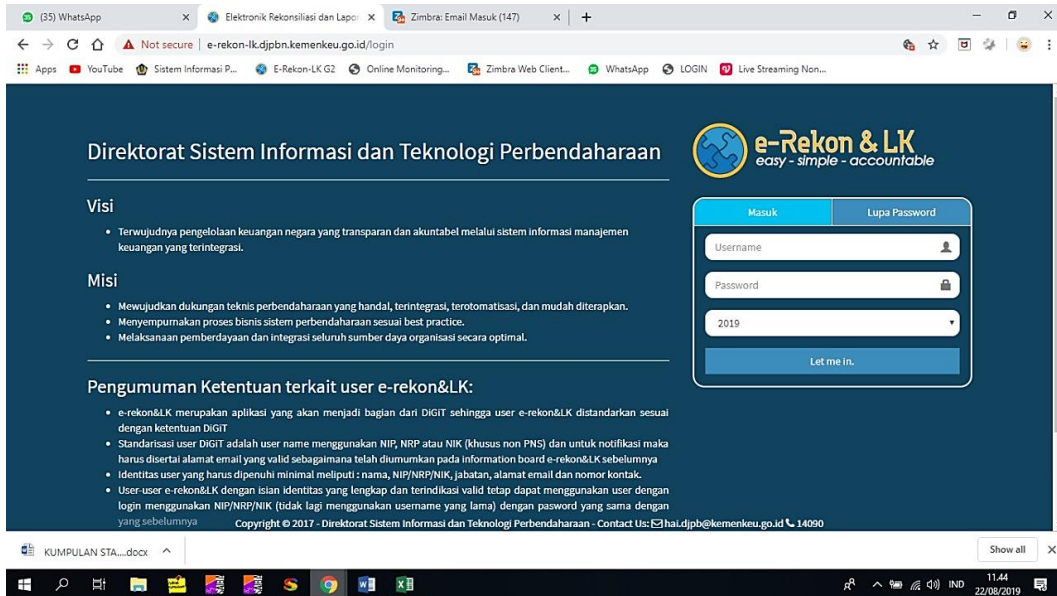 (35) WhatsApp
Elektronik Rekonsiliasi dan Lapor
Zimbra: Email Masuk (147)
Not secure | e-rekon-lk.djpbn.kemenkeu.go.id/login
Apps YouTube Sistem Informasi P... E-Rekon-LK G2 Online Monitoring... Zimbra Web Client... WhatsApp LOGIN Live Streaming Non...
Direktorat Sistem Informasi dan Teknologi Perbendaharaan
Visi
• Terwujudnya pengelolaan keuangan negara yang transparan dan akuntabel melalui sistem informasi manajemen
keuangan yang terintegrasi.
Misi
• Mewujudkan dukungan teknis perbendaharaan yang handal, terintegrasi, terotomatisasi, dan mudah diterapkan.
• Menyempurnakan proses bisnis sistem perbendaharaan sesuai best practice.
• Melaksanaan pemberdayaan dan integrasi seluruh sumber daya organisasi secara optimal.
Pengumuman Ketentuan terkait user e-rekon&LK:
• e-rekon&LK merupakan aplikasi yang akan menjadi bagian dari DiGiT sehingga user e-rekon&LK distandarkan sesuai
dengan ketentuan DiGiT
• Standarisasi user DiGiT adalah user name menggunakan NIP, NRP atau NIK (khusus non PNS) dan untuk notifikasi maka
harus disertai alamat email yang valid sebagaimana telah diumumkan pada information board e-rekon&LK sebelumnya
• Identitas user yang harus dipenuhi minimal meliputi : nama, NIP/NRP/NIK, jabatan, alamat email dan nomor kontak.
• User-user e-rekon&LK dengan isian identitas yang lengkap dan terindikasi valid tetap dapat menggunakan user dengan
login menggunakan NIP/NRP/NIK (tidak lagi menggunakan username yang lama) dengan pasword yang sama dengan
yang sebelumnya
e-Rekon & LK
easy - simple - accountable
Masuk
Lupa Password
Username
Password
2019
Let me in.
Copyright © 2017 - Direktorat Sistem Informasi dan Teknologi Perbendaharaan - Contact Us: hai.djpb@kemenkeu.go.id 14090
KUMPULAN STA....docx
Show all
IND
11.44
22/08/2019